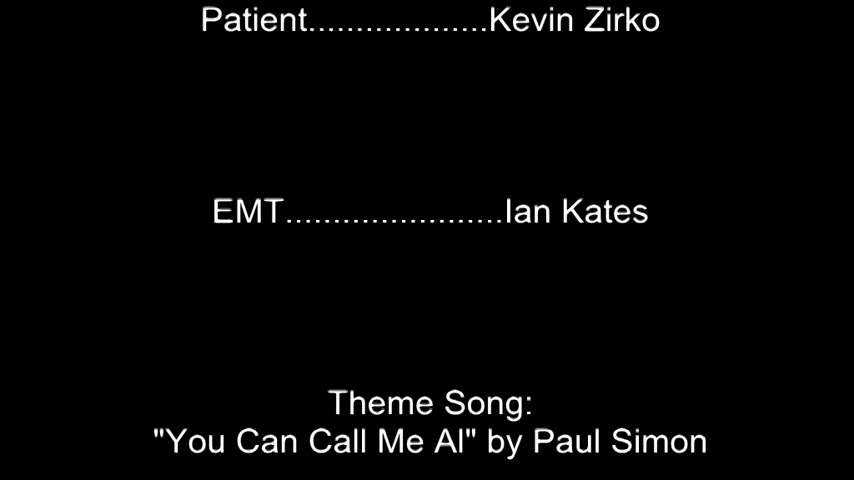 Patient...................Kevin Zirko
EMT.......................Ian Kates
Theme Song:
"You Can Call Me Al" by Paul Simon